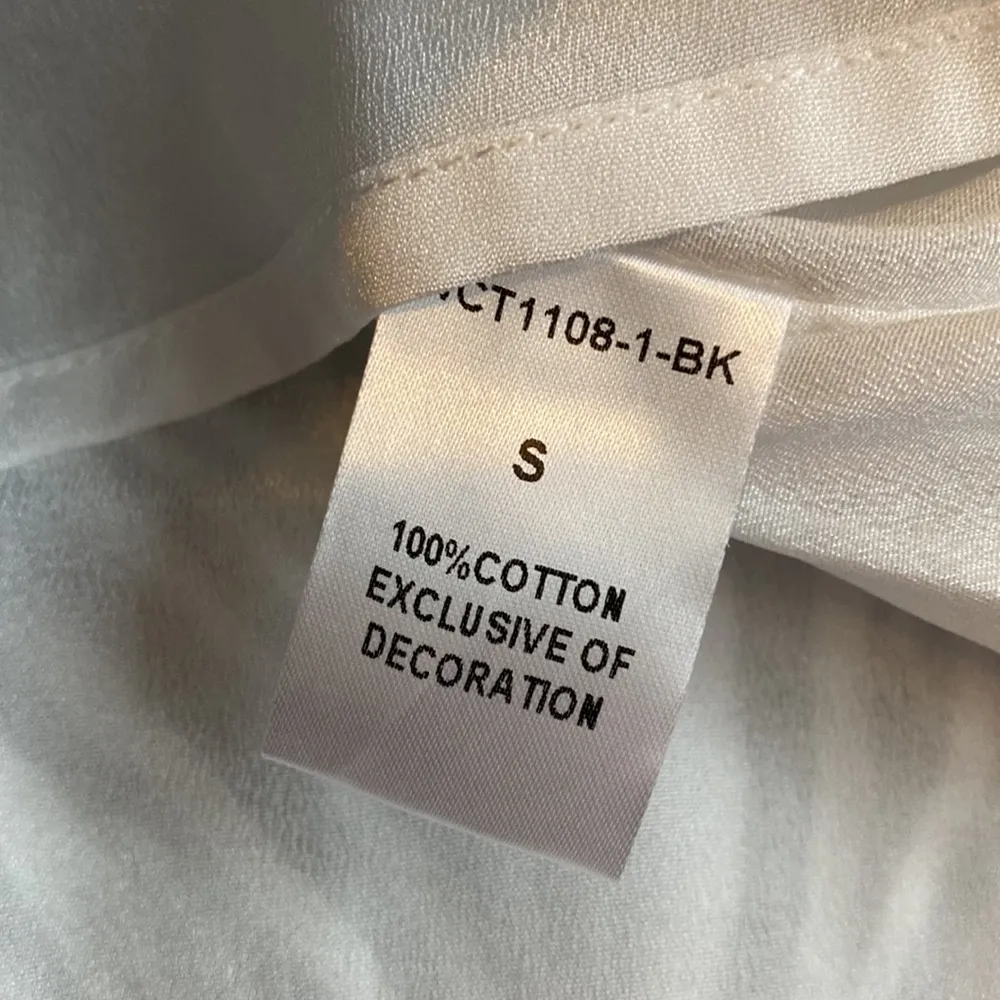 CT1108-1-BK
S
100%COTTON
EXCLUSIVE OF
DECORATION